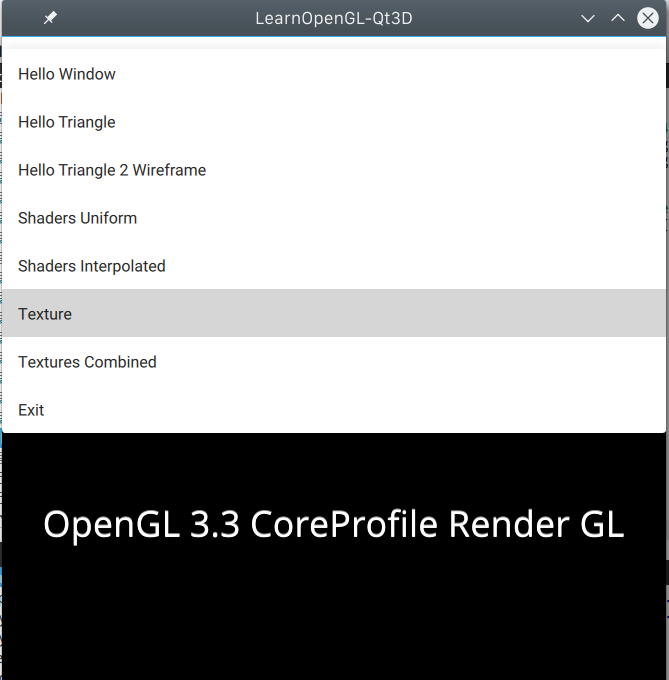 LearnOpenGL-Qt3D
Hello Window
Hello Triangle
Hello Triangle 2 Wireframe
Shaders Uniform
Shaders Interpolated
Texture
Textures Combined
Exit
OpenGL 3.3 CoreProfile Render GL